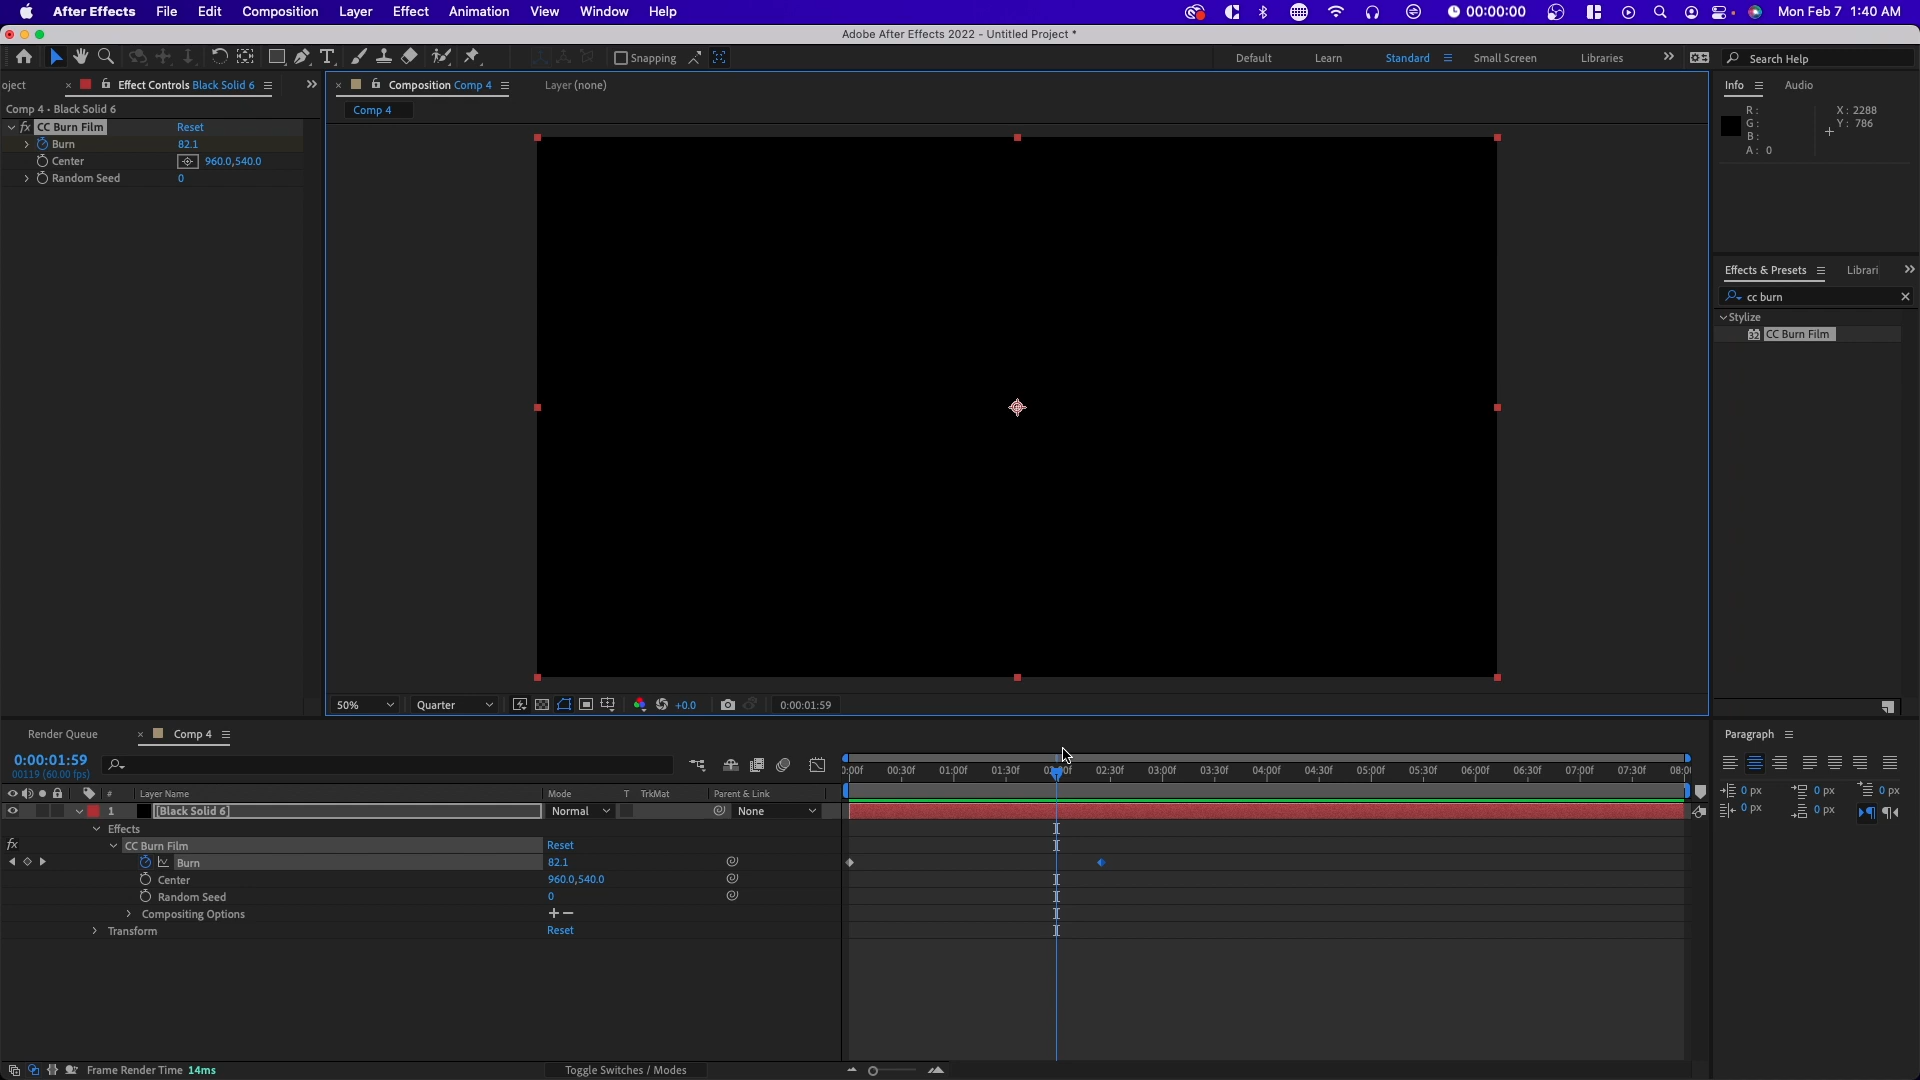 After Effects File Edit Composition Layer Effect Animation View Window Help
00:00:00
Mon Feb 7 1:40 AM
Adobe After Effects 2022 - Untitled Project *
Snapping
Default Learn Standard Small Screen Libraries
Search Help
oject
Effect Controls Black Solid 6
Composition Comp 4
Layer (none)
Info Audio
Comp 4 • Black Solid 6
Comp 4
fx CC Burn Film Reset
Burn 82.1
Center 960.0,540.0
Random Seed 0
R:
G:
B:
A: 0
X: 2288
Y: 786
Effects & Presets Librari
cc burn
Stylize
32 CC Burn Film
50% Quarter +0.0 0:00:01:59
Render Queue Comp 4
Paragraph
0:00:01:59
00119 (60.00 fps)
):00f 00:30f 01:00f 01:30f 02:00f 02:30f 03:00f 03:30f 04:00f 04:30f 05:00f 05:30f 06:00f 06:30f 07:00f 07:30f 08:0(
# Layer Name Mode T TrkMat Parent & Link
1 [Black Solid 6] Normal None
Effects
fx CC Burn Film Reset
Burn 82.1
Center 960.0,540.0
Random Seed 0
Compositing Options + −
Transform Reset
0 px 0 px 0 px
0 px 0 px
Frame Render Time 14ms
Toggle Switches / Modes